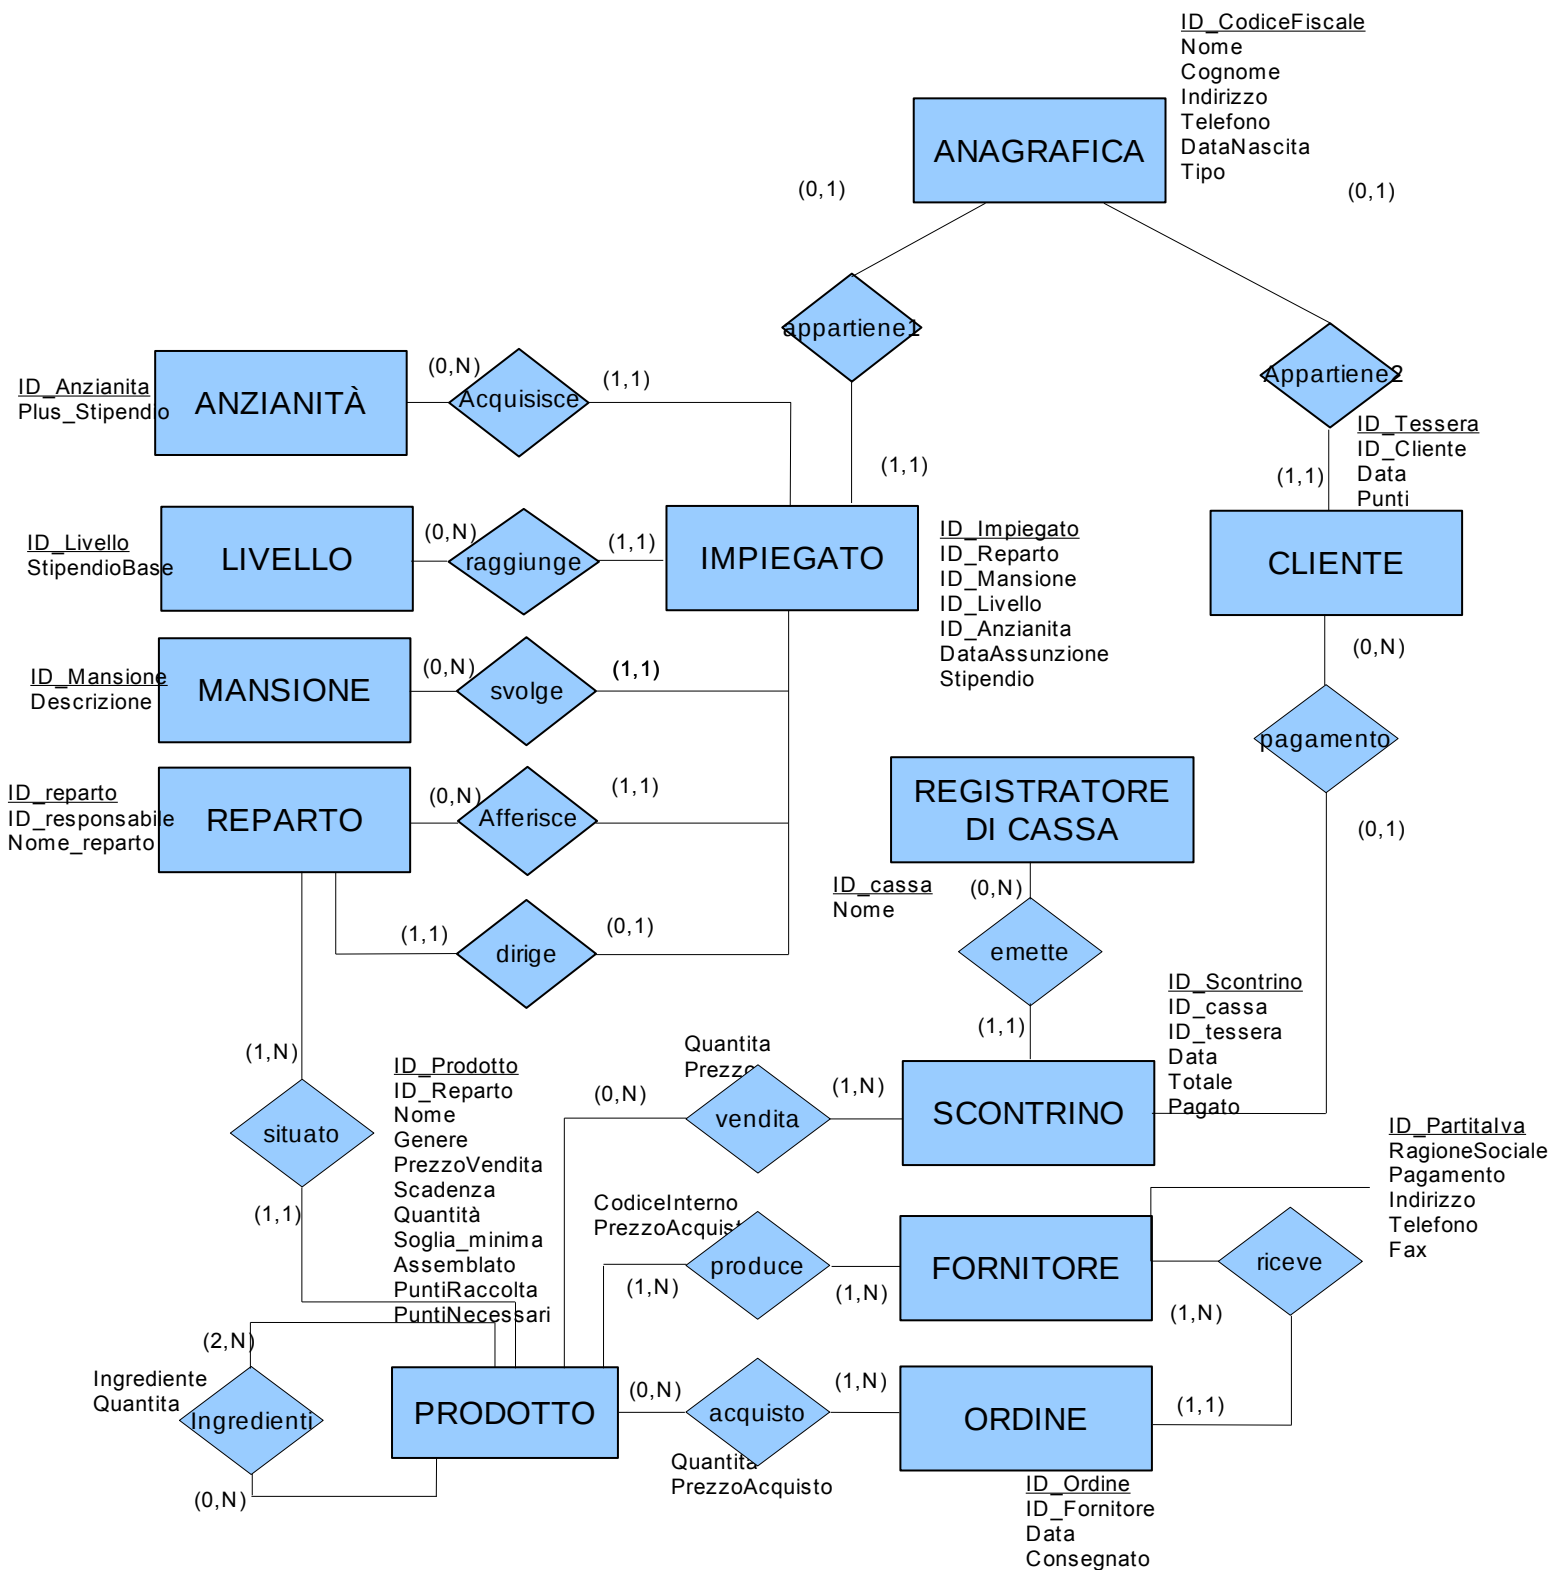 ID_CodiceFiscale
Nome
Cognome
Indirizzo
Telefono
DataNascita
Tipo
ANAGRAFICA
(0,1)
(0,1)
appartiene1
Appartiene2
(1,1)
(1,1)
ID_Tessera
ID_Cliente
Data
Punti
CLIENTE
ID_Anzianita
Plus_Stipendio
ANZIANITÀ
(0,N)
Acquisisce
(1,1)
ID_Livello
StipendioBase
LIVELLO
(0,N)
raggiunge
(1,1)
IMPIEGATO
ID_Impiegato
ID_Reparto
ID_Mansione
ID_Livello
ID_Anzianita
DataAssunzione
Stipendio
ID_Mansione
Descrizione
MANSIONE
(0,N)
svolge
(1,1)
ID_reparto
ID_responsabile
Nome_reparto
REPARTO
(0,N)
Afferisce
(1,1)
(1,1)
dirige
(0,1)
(0,N)
pagamento
(0,1)
REGISTRATORE
DI CASSA
ID_cassa
Nome
(0,N)
emette
(1,1)
ID_Scontrino
ID_cassa
ID_tessera
Data
Totale
Pagato
SCONTRINO
(1,N)
situato
(1,1)
ID_Prodotto
ID_Reparto
Nome
Genere
PrezzoVendita
Scadenza
Quantità
Soglia_minima
Assemblato
PuntiRaccolta
PuntiNecessari
Quantita
Prezzo
(0,N)
vendita
(1,N)
CodiceInterno
PrezzoAcquisto
(1,N)
produce
(1,N)
FORNITORE
ID_PartitaIva
RagioneSociale
Pagamento
Indirizzo
Telefono
Fax
riceve
(1,N)
(1,1)
(2,N)
Ingrediente
Quantita
Ingredienti
(0,N)
PRODOTTO
(0,N)
acquisto
(1,N)
Quantita
PrezzoAcquisto
ORDINE
ID_Ordine
ID_Fornitore
Data
Consegnato